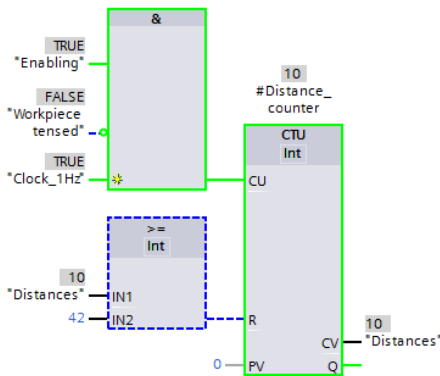 &
TRUE
"Enabling"
FALSE
"Workpiece
tensed"
TRUE
"Clock_1Hz"
10
#Distance_
counter
CTU
Int
CU
>=
Int
10
"Distances"
IN1
42
IN2
R
CV
10
"Distances"
0
PV
Q